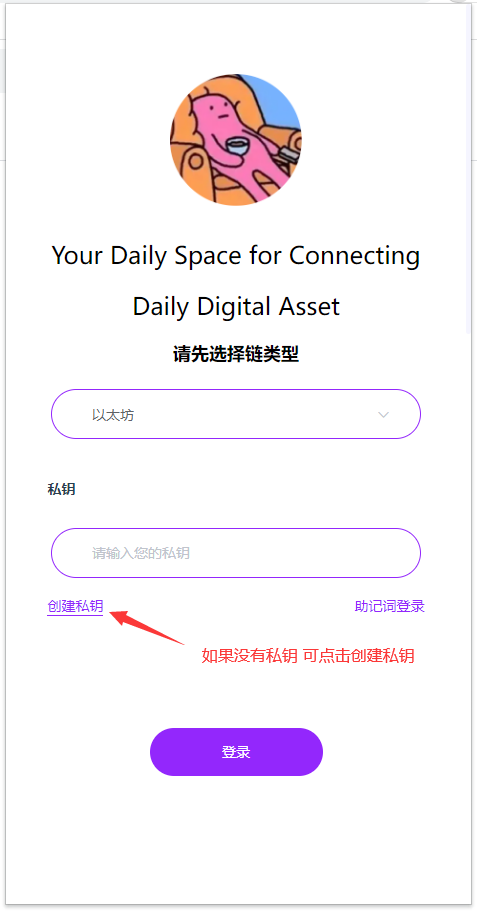 Your Daily Space for Connecting
Daily Digital Asset
请先选择链类型
以太坊
私钥
请输入您的私钥
创建私钥
助记词登录
如果没有私钥 可点击创建私钥
登录